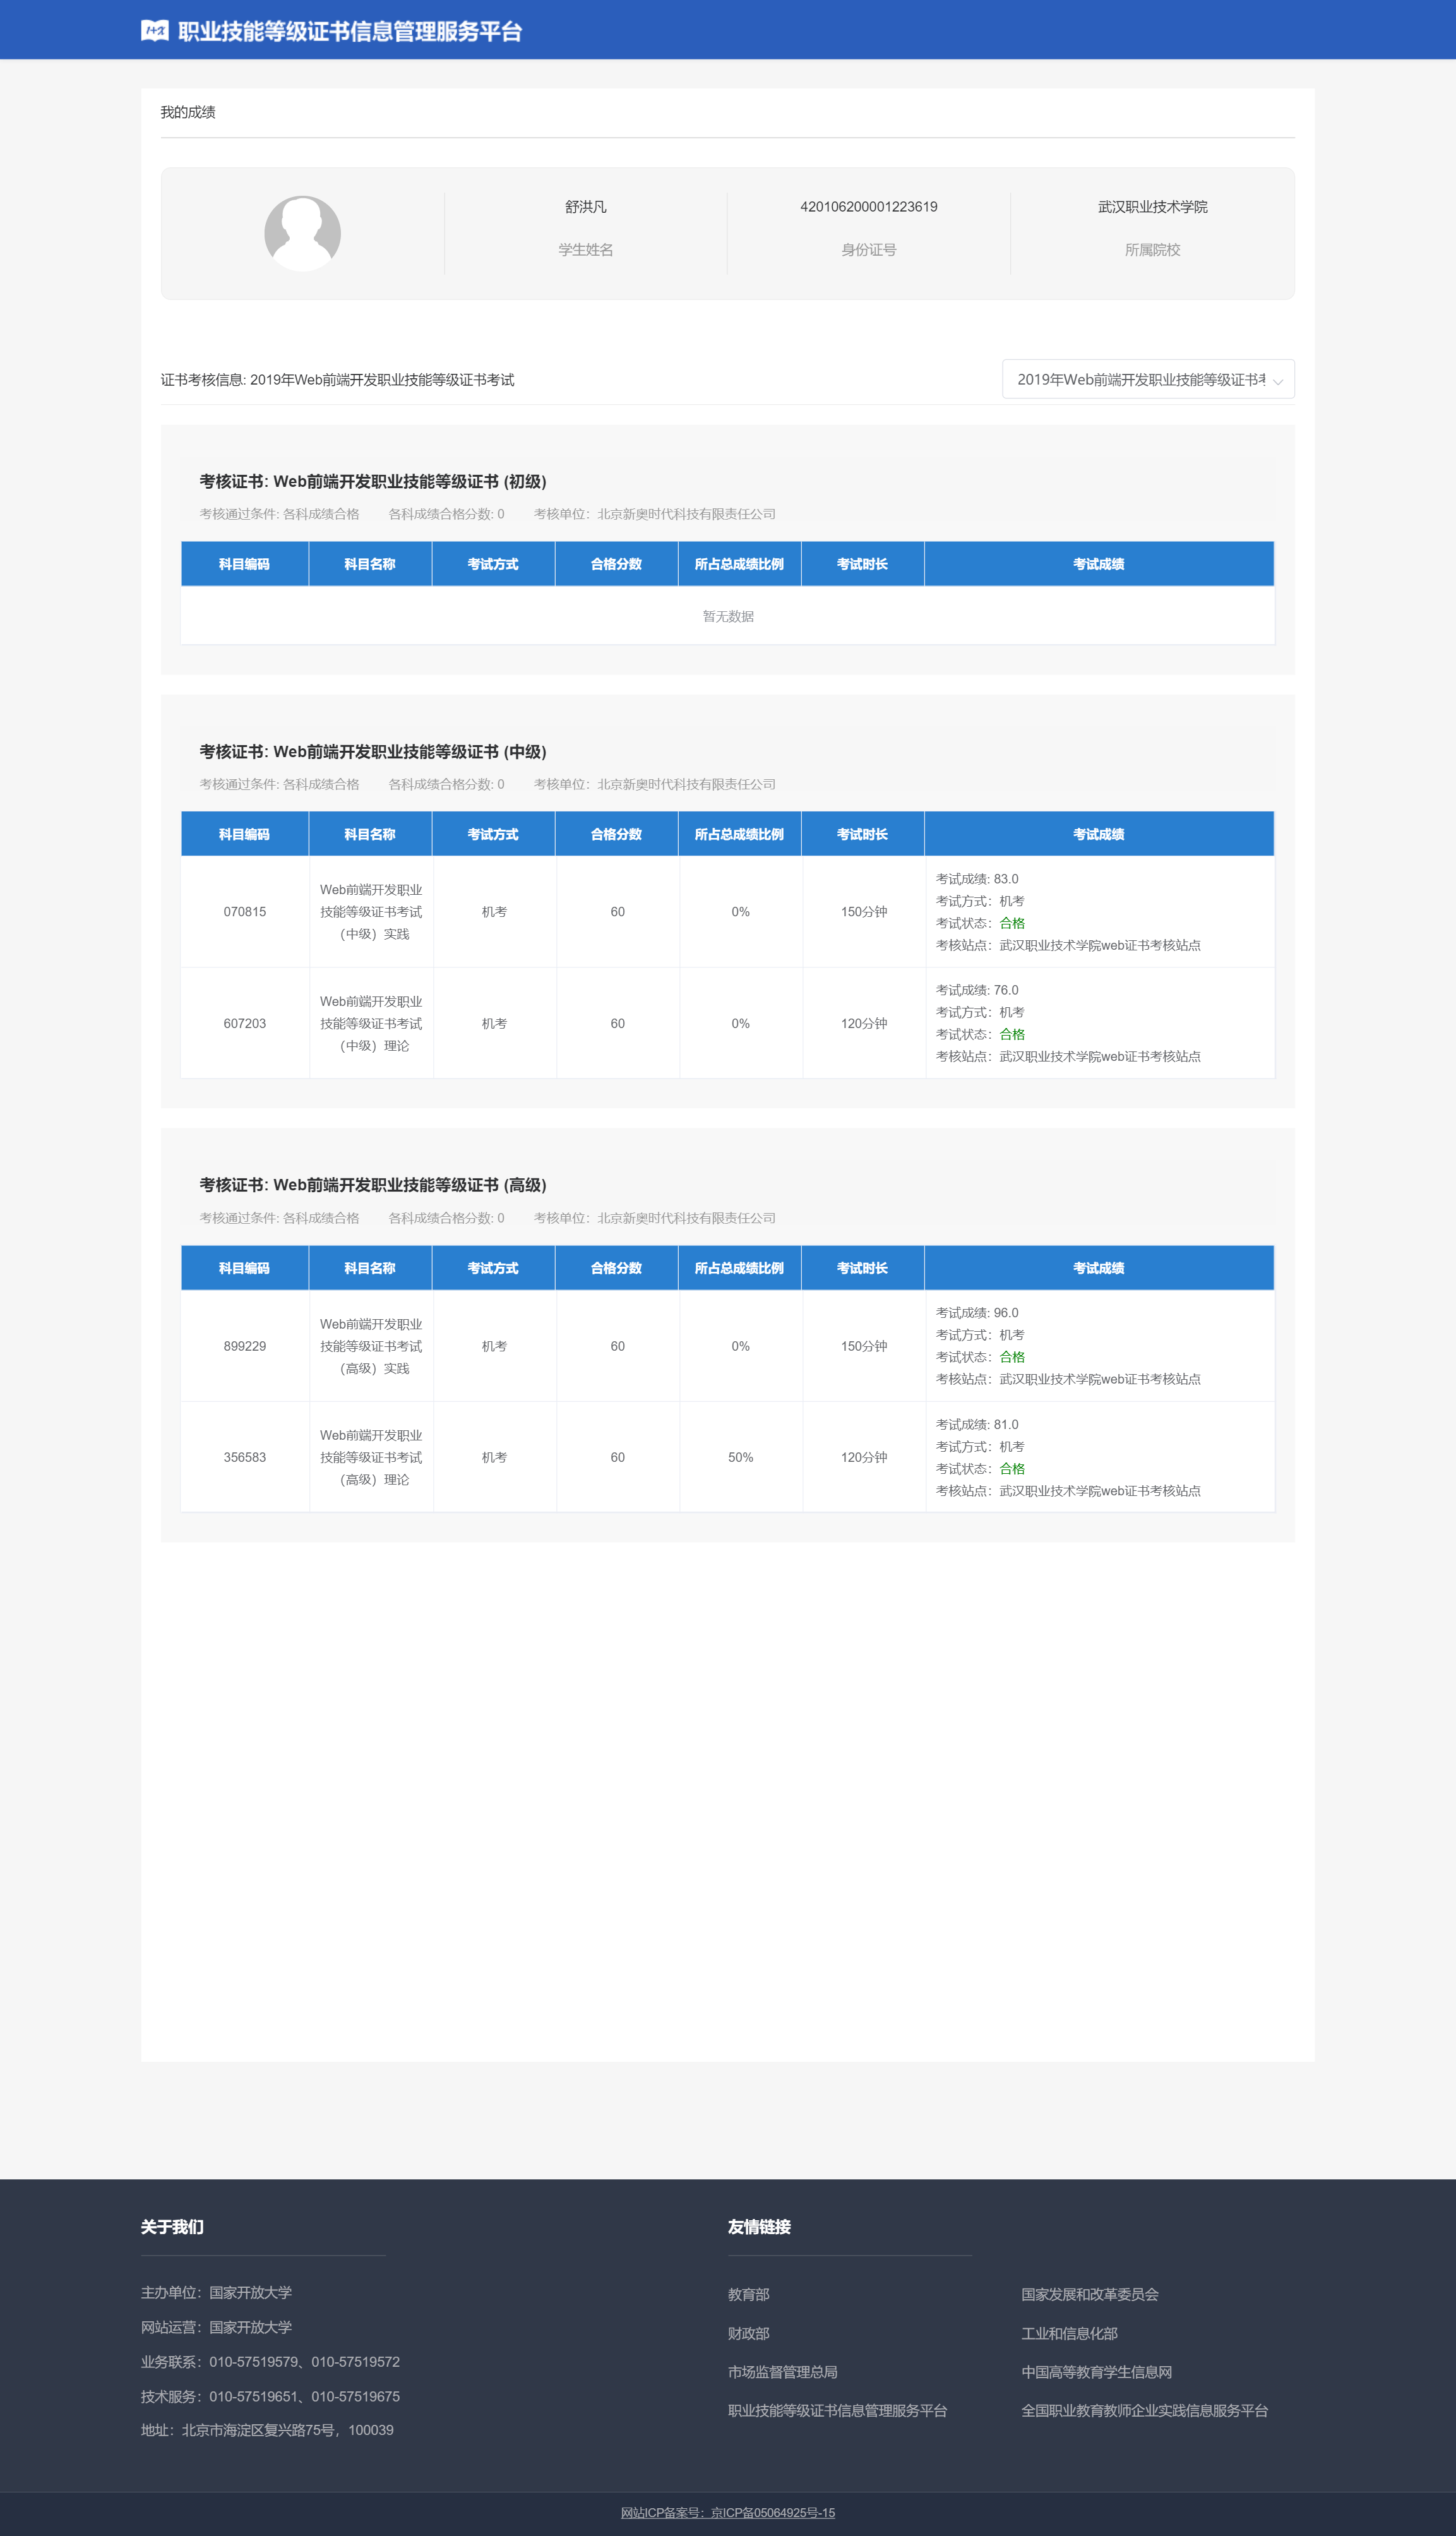 职业技能等级证书信息管理服务平台
我的成绩
舒洪凡 420106200001223619 武汉职业技术学院
学生姓名 身份证号 所属院校
证书考核信息: 2019年Web前端开发职业技能等级证书考试 2019年Web前端开发职业技能等级证书
考核证书: Web前端开发职业技能等级证书 (初级)
考核通过条件: 各科成绩合格 各科成绩合格分数: 0 考核单位：北京新奥时代科技有限责任公司
科目编码 科目名称 考试方式 合格分数 所占总成绩比例 考试时长 考试成绩
暂无数据
考核证书: Web前端开发职业技能等级证书 (中级)
考核通过条件: 各科成绩合格 各科成绩合格分数: 0 考核单位：北京新奥时代科技有限责任公司
科目编码 科目名称 考试方式 合格分数 所占总成绩比例 考试时长 考试成绩
考试成绩: 83.0
Web前端开发职业
考试方式：机考
070815 技能等级证书考试 机考 60 0% 150分钟
考试状态：合格
（中级）实践
考核站点：武汉职业技术学院web证书考核站点
考试成绩: 76.0
Web前端开发职业
考试方式：机考
607203 技能等级证书考试 机考 60 0% 120分钟
考试状态：合格
（中级）理论
考核站点：武汉职业技术学院web证书考核站点
考核证书: Web前端开发职业技能等级证书 (高级)
考核通过条件: 各科成绩合格 各科成绩合格分数: 0 考核单位：北京新奥时代科技有限责任公司
科目编码 科目名称 考试方式 合格分数 所占总成绩比例 考试时长 考试成绩
考试成绩: 96.0
Web前端开发职业
考试方式：机考
899229 技能等级证书考试 机考 60 0% 150分钟
考试状态：合格
（高级）实践
考核站点：武汉职业技术学院web证书考核站点
考试成绩: 81.0
Web前端开发职业
考试方式：机考
356583 技能等级证书考试 机考 60 50% 120分钟
考试状态：合格
（高级）理论
考核站点：武汉职业技术学院web证书考核站点
关于我们 友情链接
主办单位：国家开放大学 教育部 国家发展和改革委员会
网站运营：国家开放大学 财政部 工业和信息化部
业务联系：010-57519579、010-57519572 市场监督管理总局 中国高等教育学生信息网
技术服务：010-57519651、010-57519675 职业技能等级证书信息管理服务平台 全国职业教育教师企业实践信息服务平台
地址：北京市海淀区复兴路75号，100039
网站ICP备案号：京ICP备05064925号-15